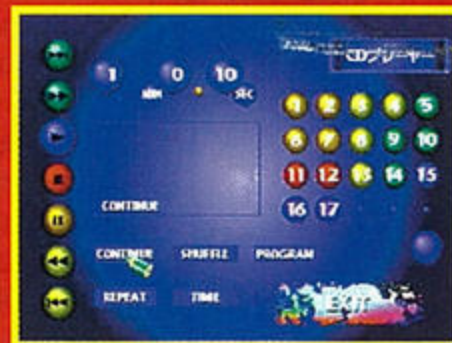 CDプレーヤー
1 0 10
MIN SEC
1 2 3 4 5
6 7 8 9 10
11 12 13 14 15
16 17
CONTINUE
CONTINUE SHUFFLE PROGRAM
REPEAT TIME
EXIT